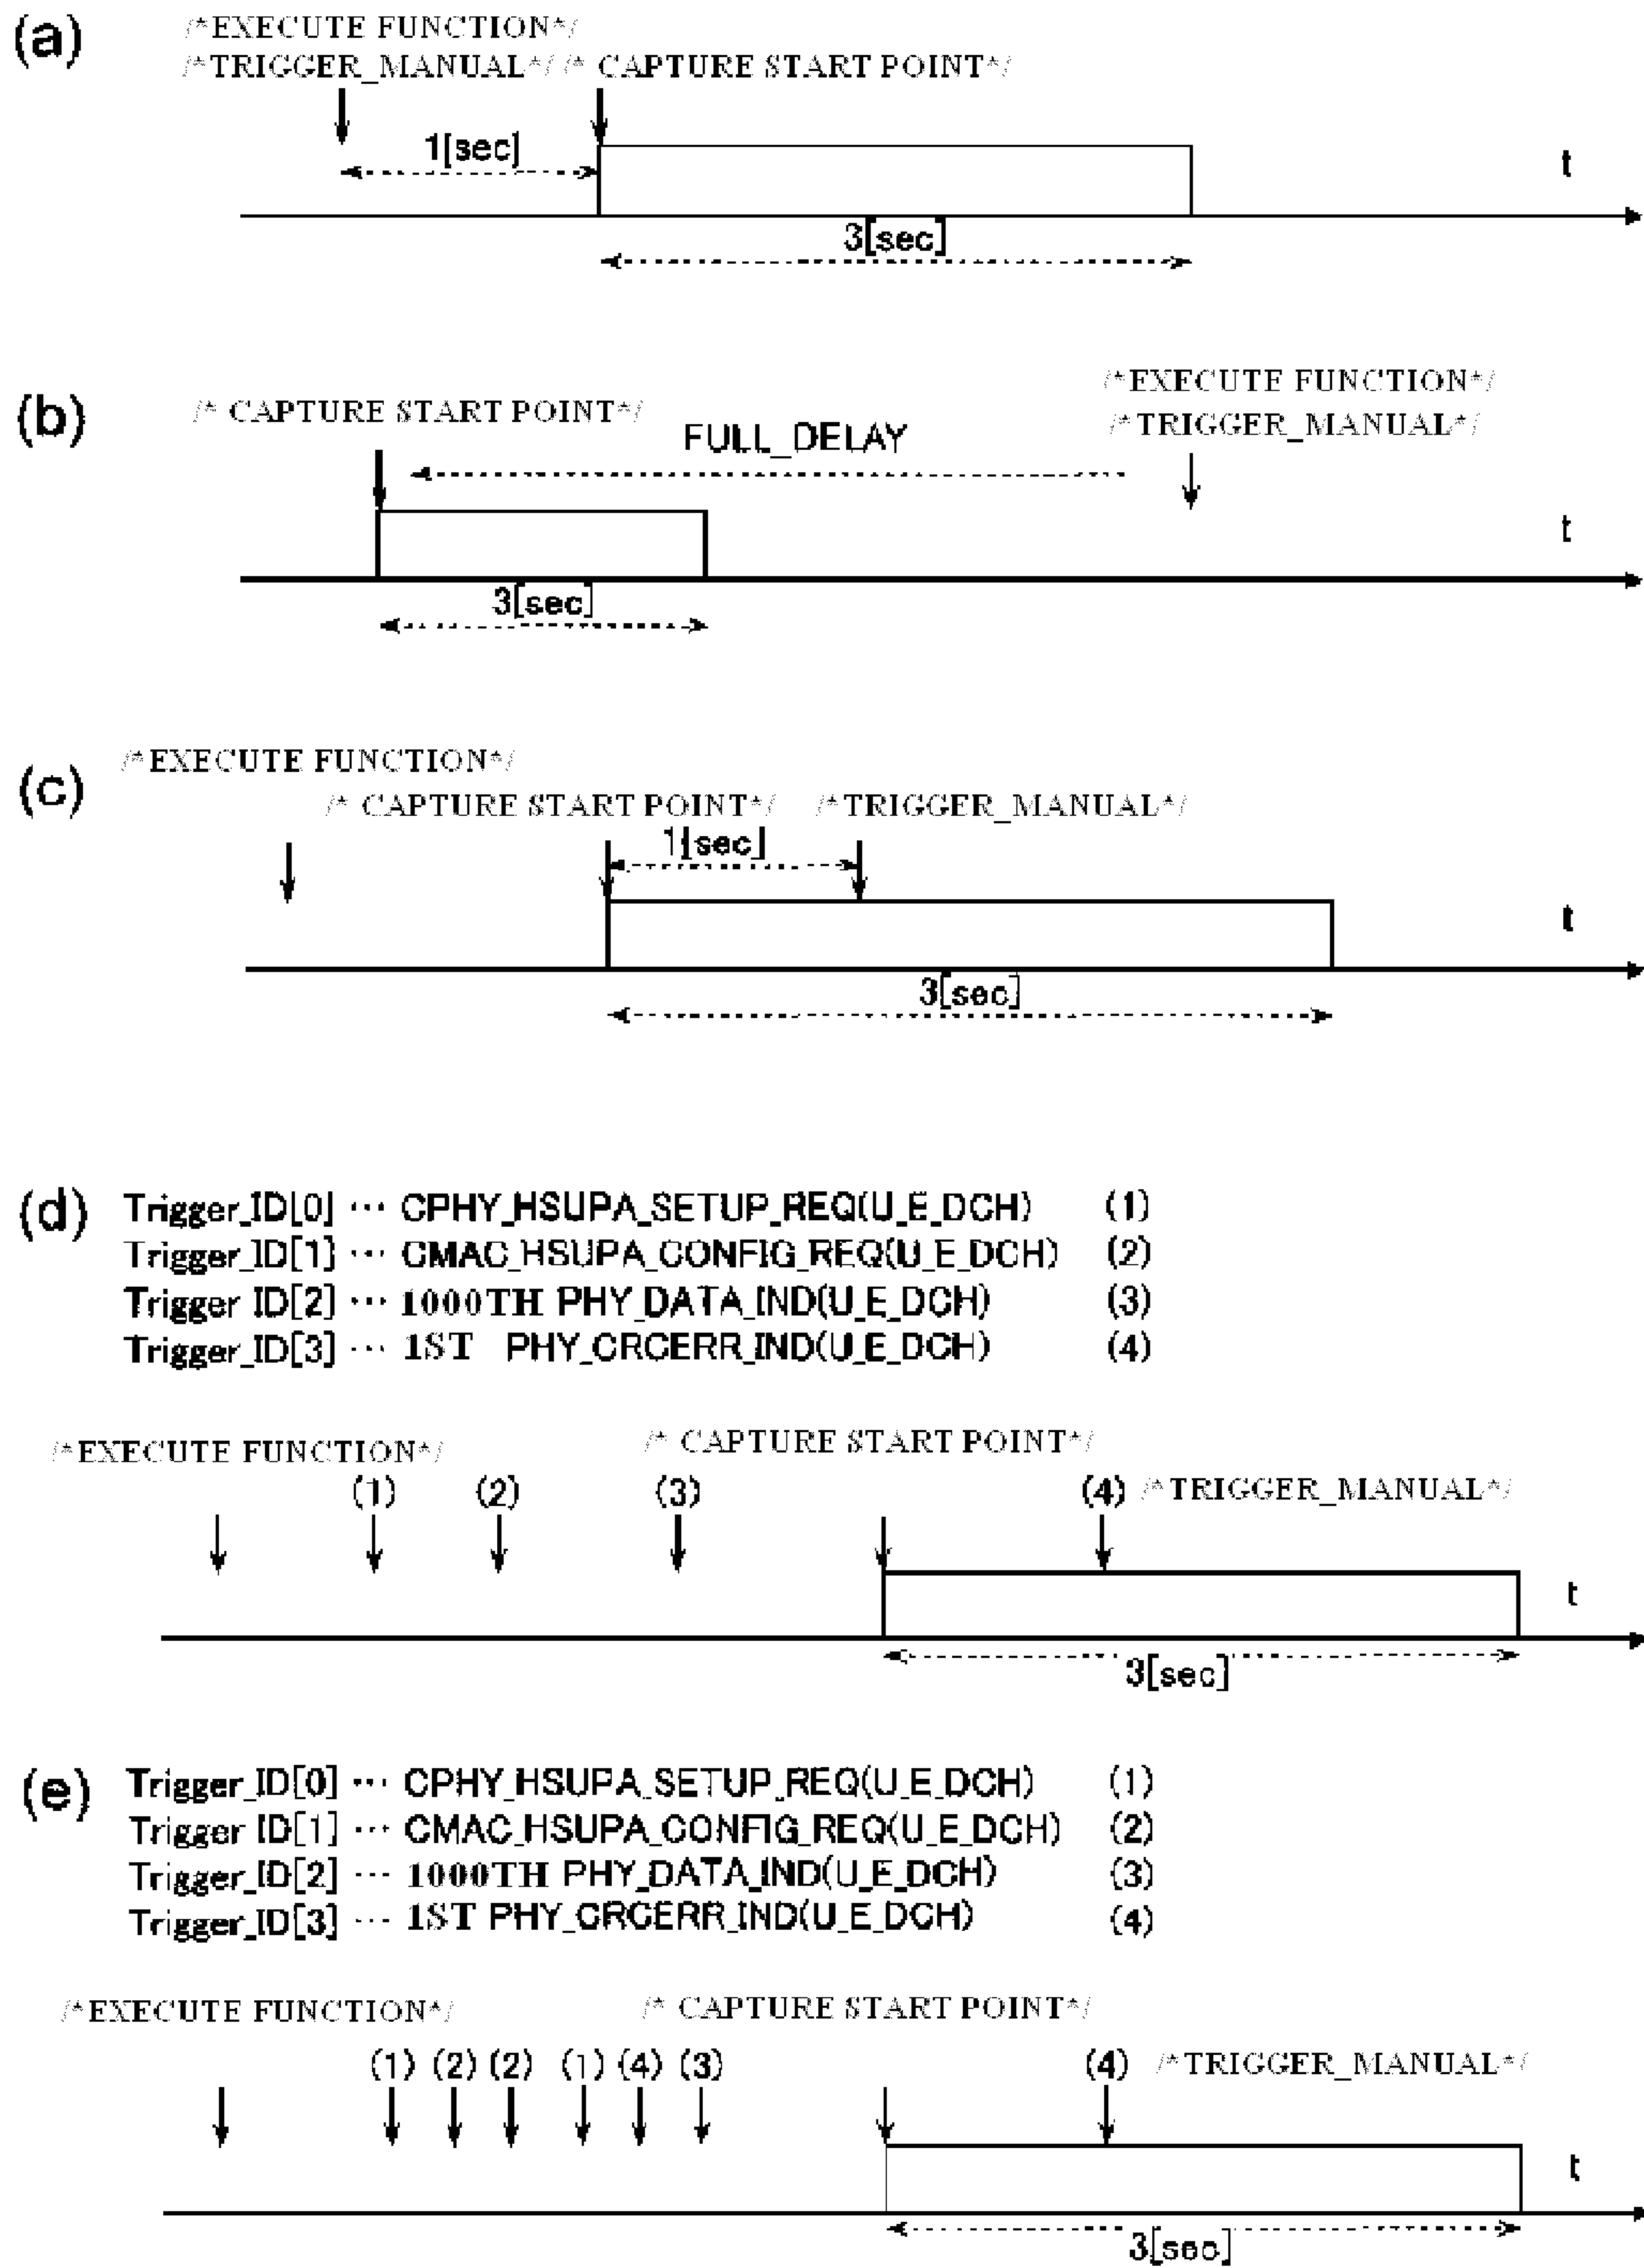 (a)
/*EXECUTE FUNCTION*/
/*TRIGGER_MANUAL*/ /* CAPTURE START POINT*/
1[sec]
t
3[sec]
(b)
/*EXECUTE FUNCTION*/
/* CAPTURE START POINT*/
/*TRIGGER_MANUAL*/
FULL_DELAY
t
3[sec]
(c)
/*EXECUTE FUNCTION*/
/* CAPTURE START POINT*/ /*TRIGGER_MANUAL*/
1[sec]
t
3[sec]
(d)
Trigger_ID[0] ··· CPHY_HSUPA_SETUP_REQ(U_E_DCH) (1)
Trigger_ID[1] ··· CMAC_HSUPA_CONFIG_REQ(U_E_DCH) (2)
Trigger ID[2] ··· 1000TH PHY_DATA_IND(U_E_DCH) (3)
Trigger_ID[3] ··· 1ST PHY_CRCERR_IND(U_E_DCH) (4)
/*EXECUTE FUNCTION*/ /* CAPTURE START POINT*/
(1) (2) (3) (4) /*TRIGGER_MANUAL*/
t
3[sec]
(e)
Trigger_ID[0] ··· CPHY_HSUPA_SETUP_REQ(U_E_DCH) (1)
Trigger ID[1] ··· CMAC_HSUPA_CONFIG_REQ(U_E_DCH) (2)
Trigger_ID[2] ··· 1000TH PHY_DATA_IND(U_E_DCH) (3)
Trigger_ID[3] ··· 1ST PHY_CRCERR_IND(U_E_DCH) (4)
/*EXECUTE FUNCTION*/ /* CAPTURE START POINT*/
(1) (2) (2) (1) (4) (3) (4) /*TRIGGER_MANUAL*/
t
3[sec]